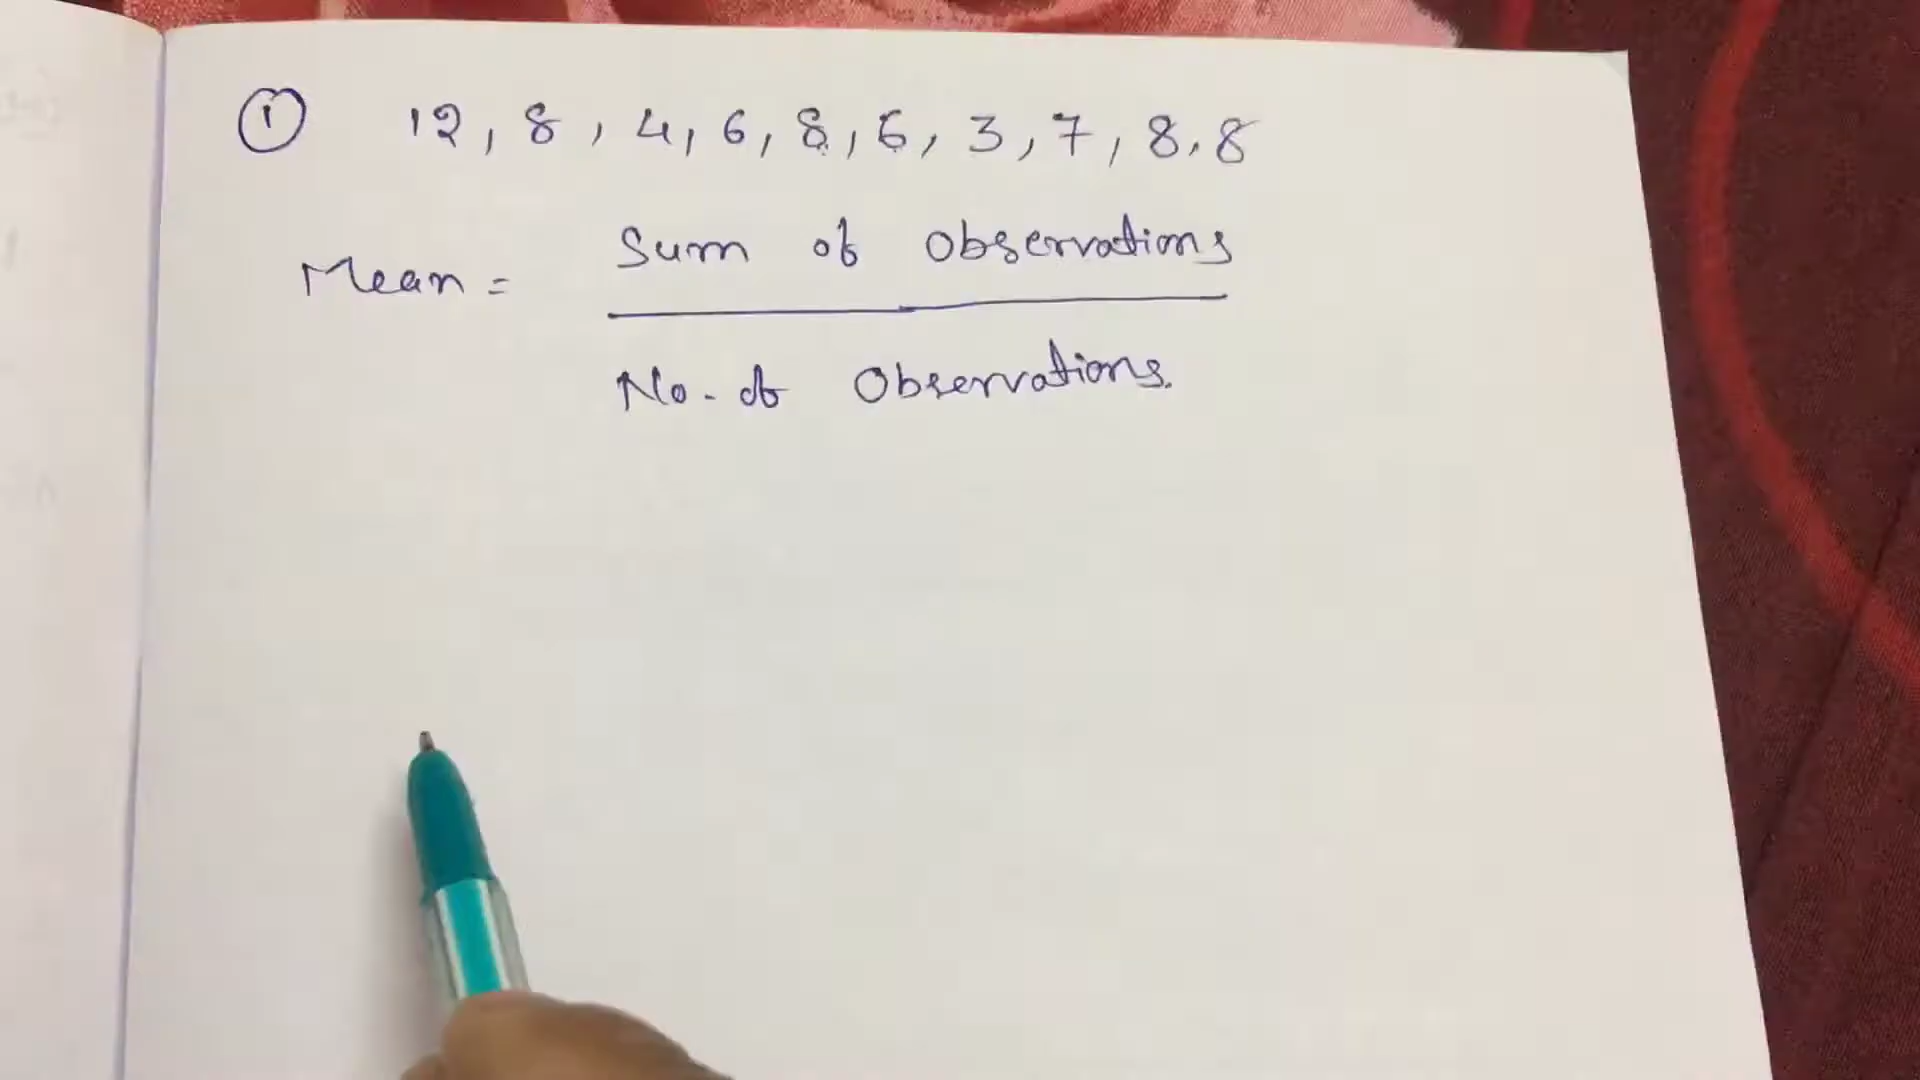 ① 12, 8, 4, 6, 8, 6, 3, 7, 8, 8
Mean = Sum of Observations
No. of Observations.